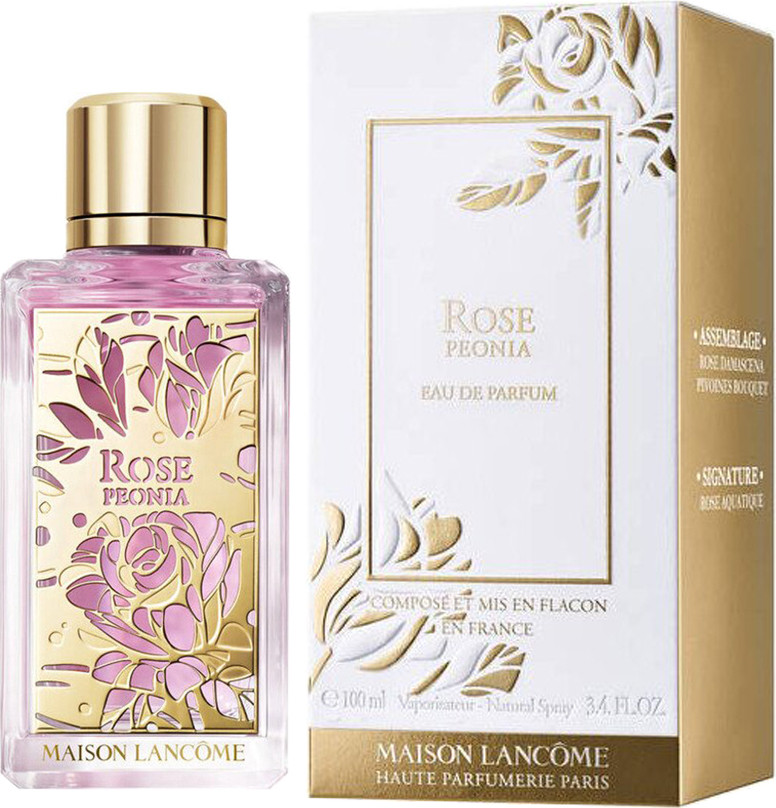 ROSE
PEONIA
MAISON LANCÔME
ROSE
PEONIA
EAU DE PARFUM
COMPOSÉ ET MIS EN FLACON
EN FRANCE
℮ 100 ml Vaporisateur - Natural Spray 3.4. FL.OZ.
MAISON LANCÔME
HAUTE PARFUMERIE PARIS
• ASSEMBLAGE •
ROSE DAMASCENA
PIVOINES BOUQUET
• SIGNATURE •
ROSE AQUATIQUE